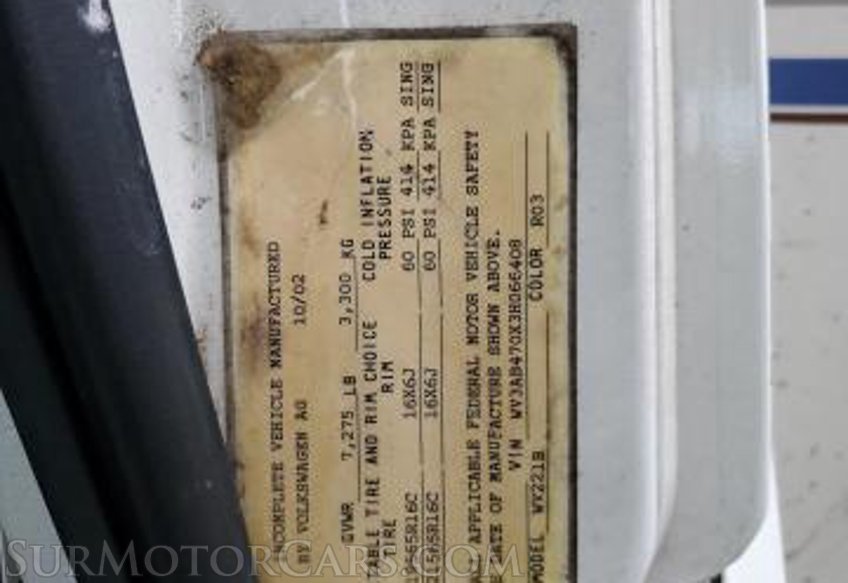 INCOMPLETE VEHICLE MANUFACTURED
BY VOLKSWAGEN AG 10/02
GVWR 7,275 LB 3,300 KG
TABLE TIRE AND RIM CHOICE COLD INFLATION
TIRE RIM PRESSURE
16X6J 60 PSI 414 KPA SING
16X6J 60 PSI 414 KPA SING
APPLICABLE FEDERAL MOTOR VEHICLE SAFETY
DATE OF MANUFACTURE SHOWN ABOVE.
VIN WV3AB470X3H066408
MODEL WK221B COLOR R03
SURMOTORCARS.COM